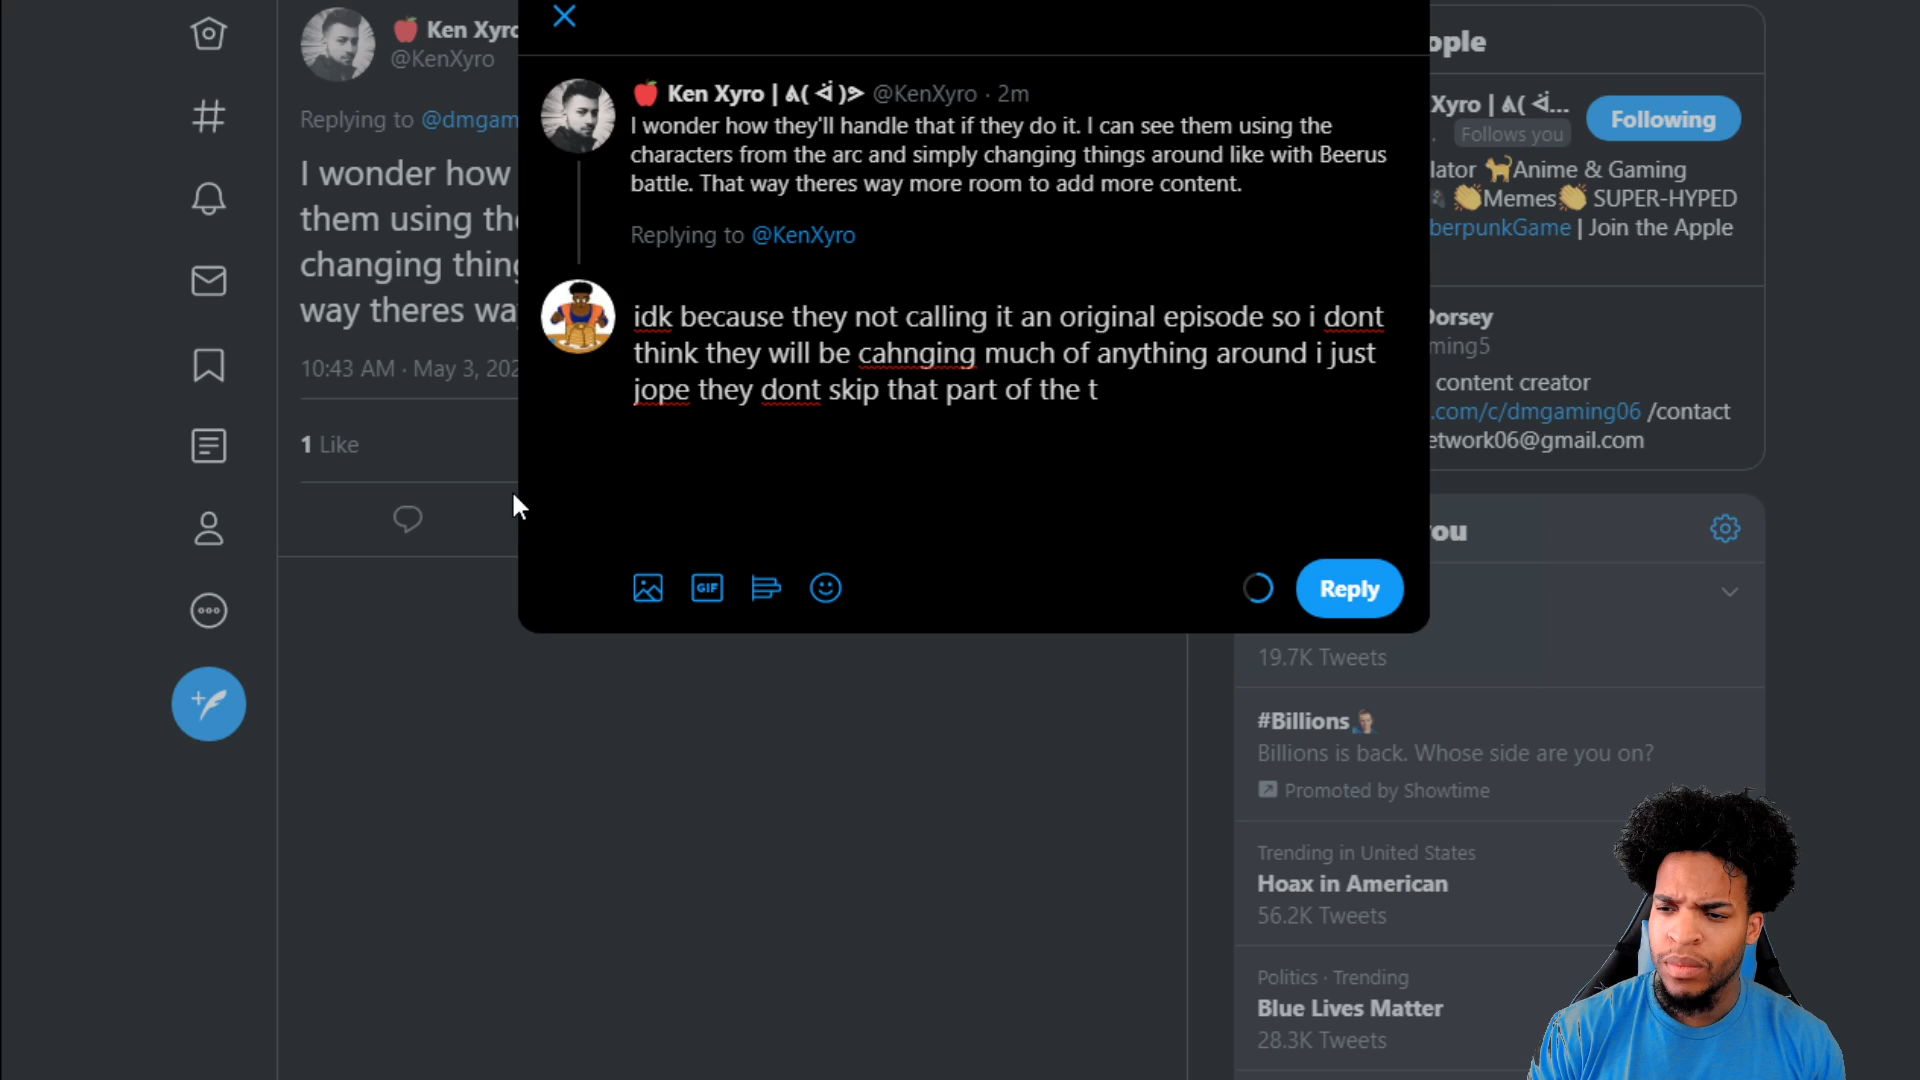 Ken Xyro
@KenXyro
Replying to @dmgam
I wonder how
them using the
changing thing
way theres wa
10:43 AM · May 3, 202
1 Like
Ken Xyro | @KenXyro · 2m
I wonder how they'll handle that if they do it. I can see them using the
characters from the arc and simply changing things around like with Beerus
battle. That way theres way more room to add more content.
Replying to @KenXyro
idk because they not calling it an original episode so i dont
think they will be cahnging much of anything around i just
jope they dont skip that part of the t
GIF
Reply
ople
Xyro |
Follows you
Following
lator Anime & Gaming
Memes SUPER-HYPED
berpunkGame | Join the Apple
Dorsey
ming5
content creator
.com/c/dmgaming06 /contact
etwork06@gmail.com
ou
19.7K Tweets
#Billions
Billions is back. Whose side are you on?
Promoted by Showtime
Trending in United States
Hoax in American
56.2K Tweets
Politics · Trending
Blue Lives Matter
28.3K Tweets